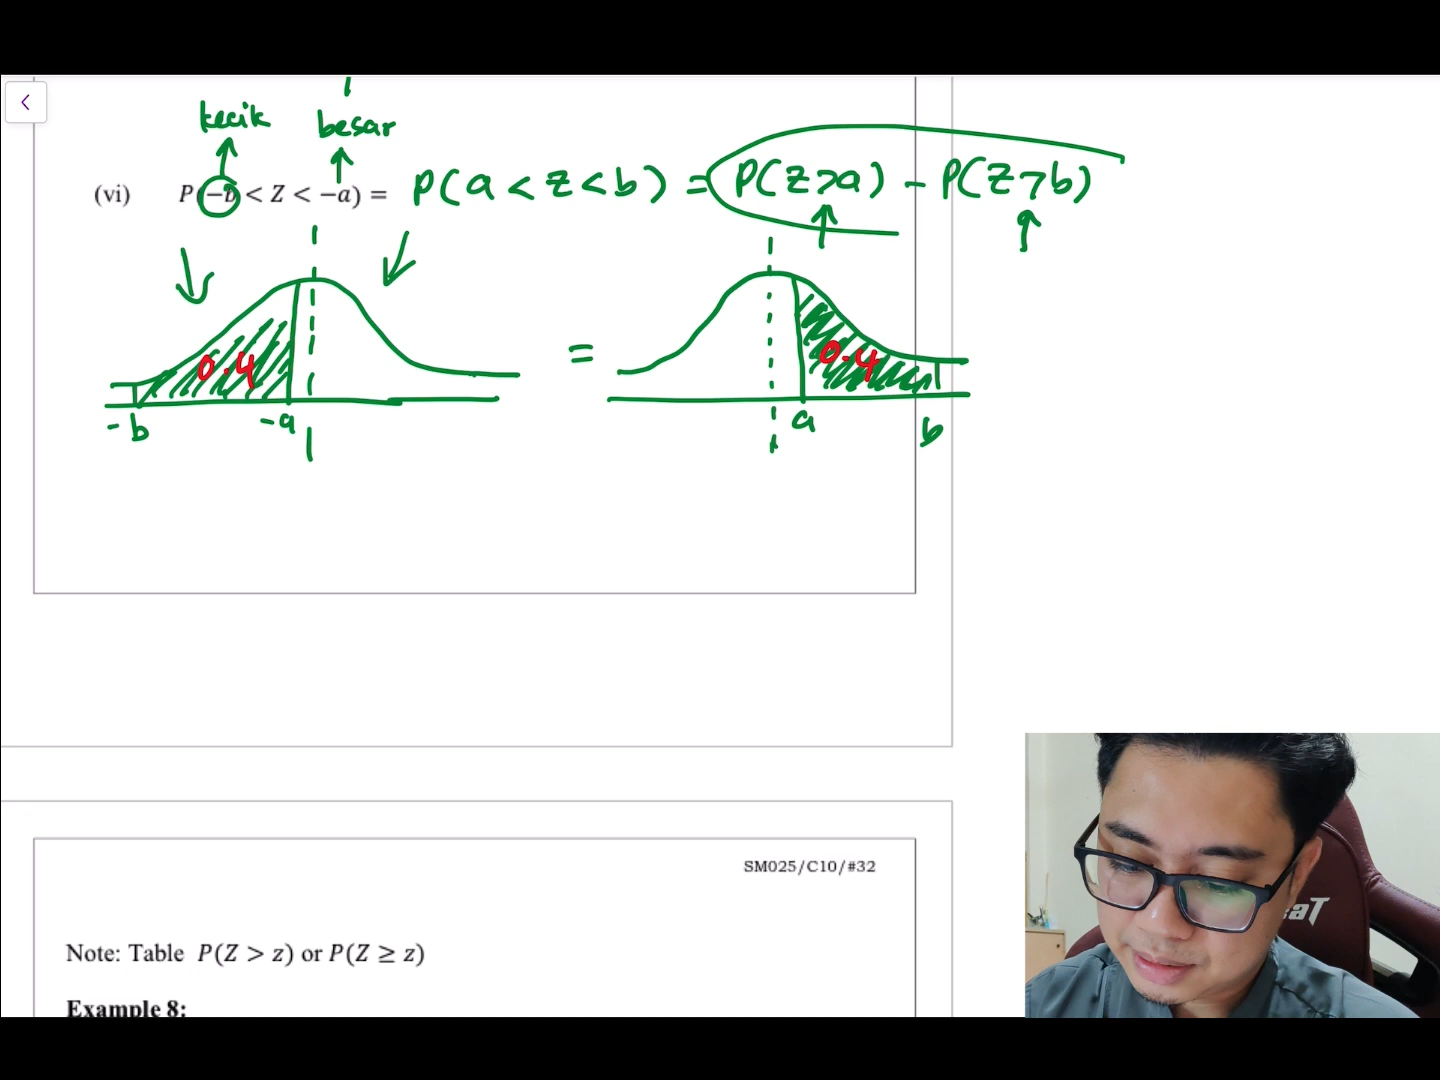 kecik besar
(vi) P(−b < Z < −a) = P(a < Z < b) = P(Z > a) - P(Z > b)
0.4 = 0.4
-b -a a b
SM025/C10/#32
Note: Table P(Z > z) or P(Z ≥ z)
Example 8: